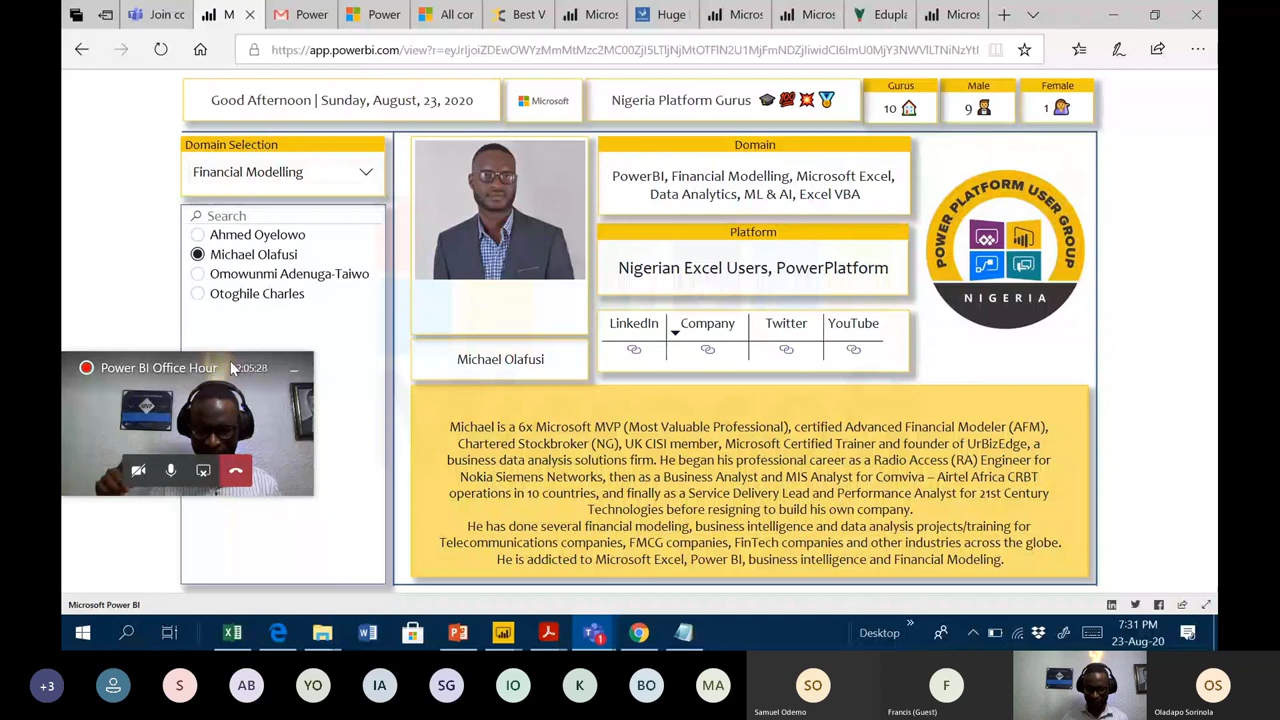 Join cc
M
Power
Power
All cor
Best V
Micros
Huge
Micros
Micros
Edupla
Micros
Good Afternoon | Sunday, August, 23, 2020
Microsoft
Nigeria Platform Gurus
Gurus
10
Male
9
Female
1
Domain Selection
Financial Modelling
Search
Ahmed Oyelowo
Michael Olafusi
Omowunmi Adenuga-Taiwo
Otoghile Charles
Michael Olafusi
Domain
PowerBI, Financial Modelling, Microsoft Excel,
Data Analytics, ML & AI, Excel VBA
Platform
Nigerian Excel Users, PowerPlatform
LinkedIn Company Twitter YouTube
POWER PLATFORM USER GROUP
NIGERIA
Power BI Office Hour
MVP
Michael is a 6x Microsoft MVP (Most Valuable Professional), certified Advanced Financial Modeler (AFM),
Chartered Stockbroker (NG), UK CISI member, Microsoft Certified Trainer and founder of UrBizEdge, a
business data analysis solutions firm. He began his professional career as a Radio Access (RA) Engineer for
Nokia Siemens Networks, then as a Business Analyst and MIS Analyst for Comviva – Airtel Africa CRBT
operations in 10 countries, and finally as a Service Delivery Lead and Performance Analyst for 21st Century
Technologies before resigning to build his own company.
He has done several financial modeling, business intelligence and data analysis projects/training for
Telecommunications companies, FMCG companies, FinTech companies and other industries across the globe.
He is addicted to Microsoft Excel, Power BI, business intelligence and Financial Modeling.
Microsoft Power BI
Desktop
7:31 PM
23-Aug-20
+3
S
AB
YO
IA
SG
IO
K
BO
MA
SO
Samuel Odemo
F
Francis (Guest)
OS
Oladapo Sorinola